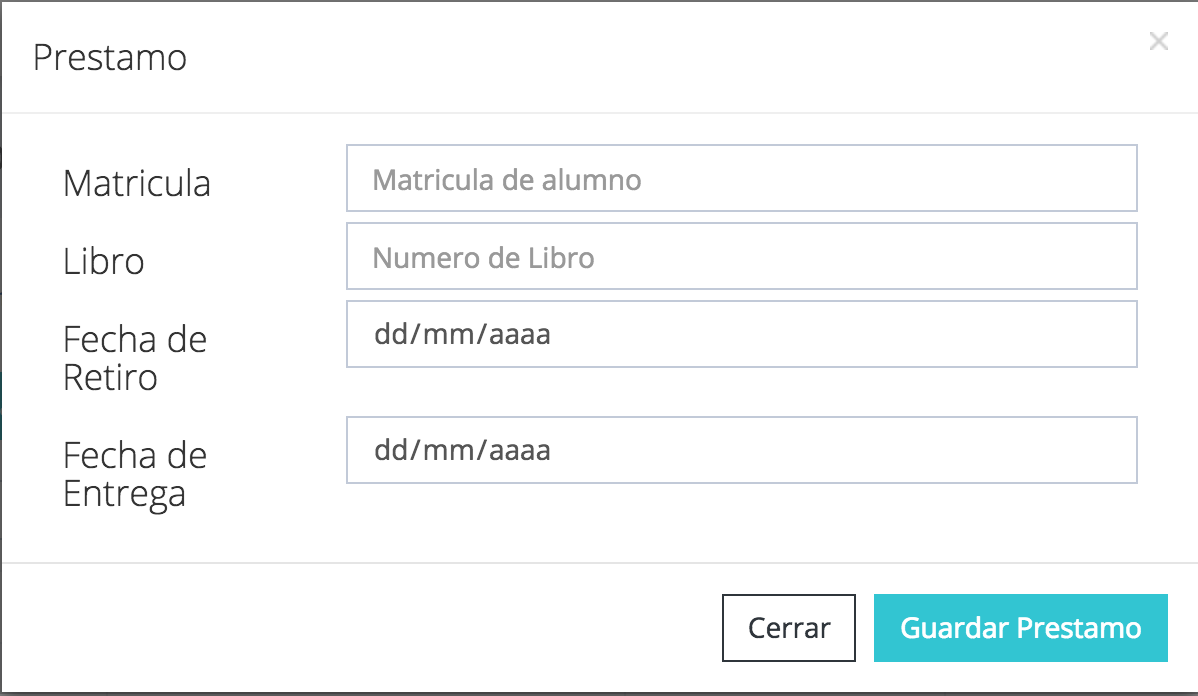 Prestamo
Matricula
Matricula de alumno
Libro
Numero de Libro
Fecha de
Retiro
dd/mm/aaaa
Fecha de
Entrega
dd/mm/aaaa
Cerrar
Guardar Prestamo